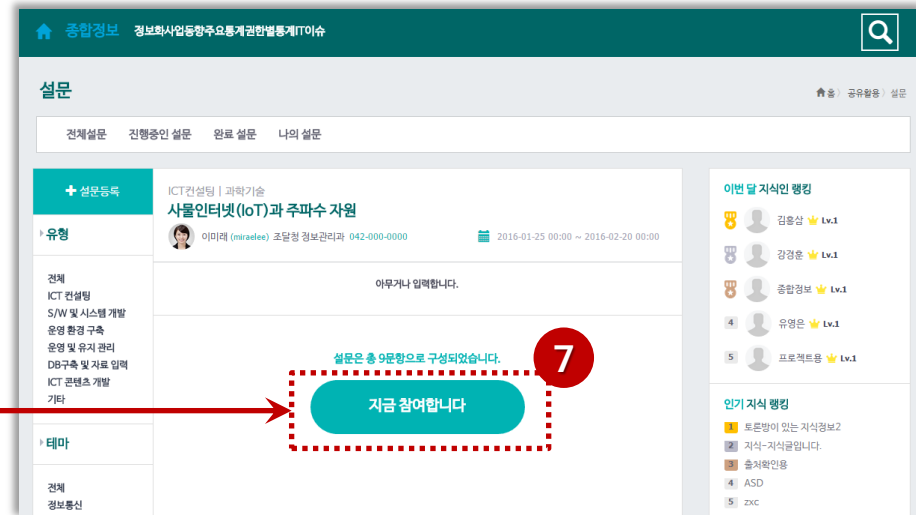 종합정보 정보화사업동향주요통계권한별통계IT이슈
설문
홈 〉 공유활용 〉 설문
전체설문 진행중인 설문 완료 설문 나의 설문
설문등록
유형
전체
ICT 컨설팅
S/W 및 시스템 개발
운영 환경 구축
운영 및 유지 관리
DB구축 및 자료 입력
ICT 콘텐츠 개발
기타
테마
전체
정보통신
ICT컨설팅 | 과학기술
사물인터넷(IoT)과 주파수 자원
이미래 (miraelee) 조달청 정보관리과 042-000-0000
2016-01-25 00:00 ~ 2016-02-20 00:00
아무거나 입력합니다.
설문은 총 9문항으로 구성되었습니다.
7
지금 참여합니다
이번 달 지식인 랭킹
김홍삼 Lv.1
강경훈 Lv.1
종합정보 Lv.1
4 유영은 Lv.1
5 프로젝트용 Lv.1
인기 지식 랭킹
1 토론방이 있는 지식정보2
2 지식-지식글입니다.
3 출처확인용
4 ASD
5 zxc